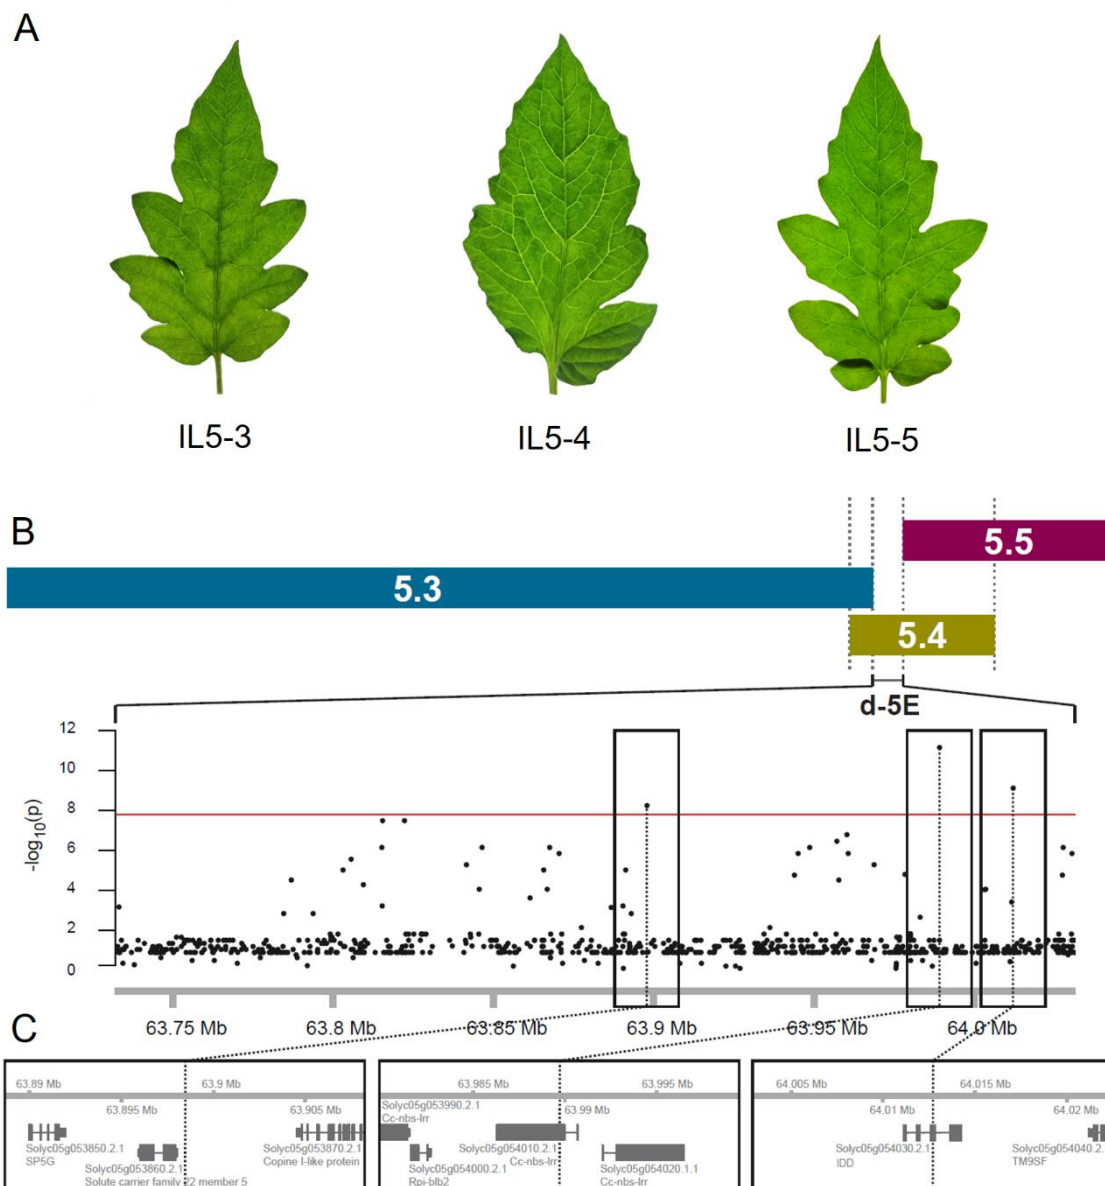 A
IL5-3
IL5-4
IL5-5
B
5.5
5.3
5.4
d-5E
12
10
8
6
4
2
0
-log10(p)
63.75 Mb
63.8 Mb
63.85 Mb
63.9 Mb
63.95 Mb
64.0 Mb
C
63.89 Mb
63.9 Mb
63.895 Mb
63.905 Mb
Solyc05g053850.2.1
SP5G
Solyc05g053860.2.1
Solute carrier family 22 member 5
Solyc05g053870.2.1
Copine I-like protein
63.985 Mb
63.995 Mb
63.99 Mb
Solyc05g053990.2.1
Cc-nbs-lrr
Solyc05g054000.2.1
Rpi-blb2
Solyc05g054010.2.1
Cc-nbs-lrr
Solyc05g054020.1.1
Cc-nbs-lrr
64.005 Mb
64.015 Mb
64.01 Mb
64.02 Mb
Solyc05g054030.2.1
IDD
Solyc05g054040.2.
TM9SF